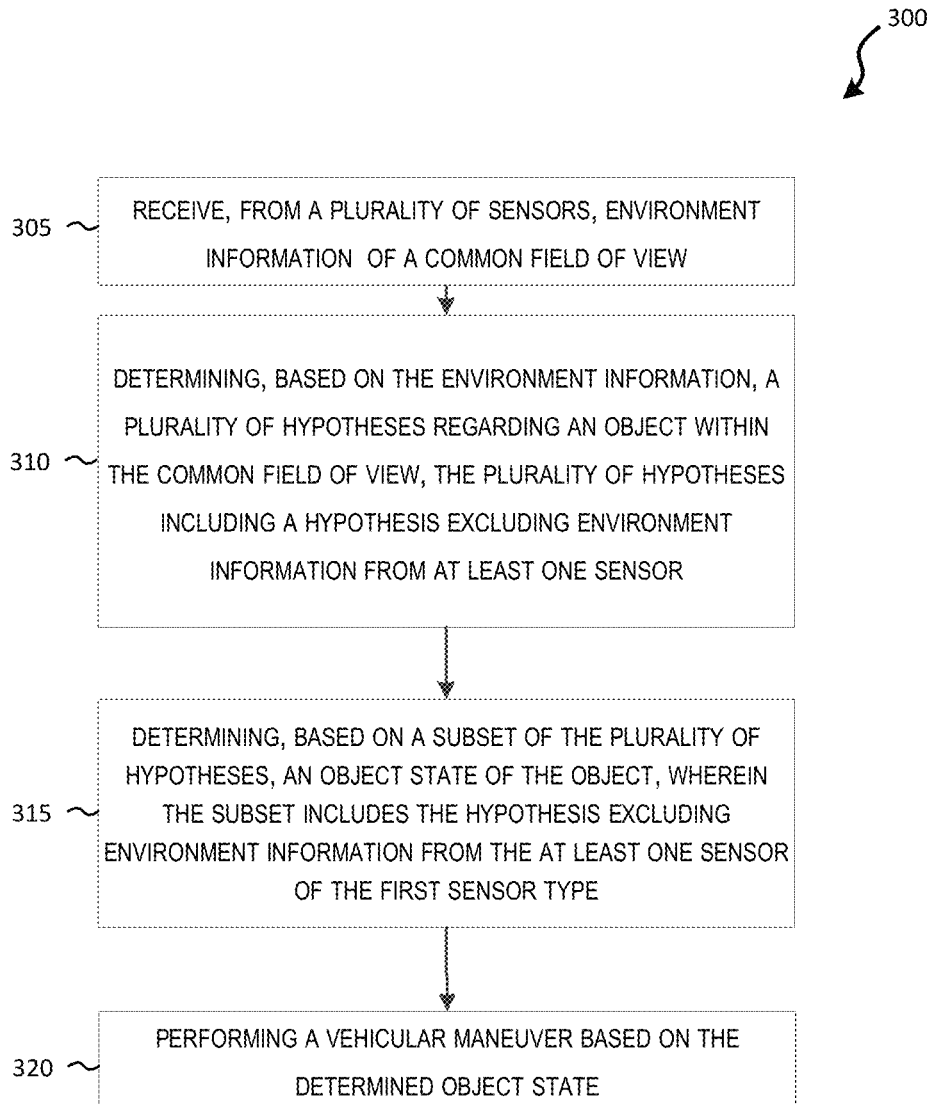 300
305
RECEIVE, FROM A PLURALITY OF SENSORS, ENVIRONMENT
INFORMATION OF A COMMON FIELD OF VIEW
310
DETERMINING, BASED ON THE ENVIRONMENT INFORMATION, A
PLURALITY OF HYPOTHESES REGARDING AN OBJECT WITHIN
THE COMMON FIELD OF VIEW, THE PLURALITY OF HYPOTHESES
INCLUDING A HYPOTHESIS EXCLUDING ENVIRONMENT
INFORMATION FROM AT LEAST ONE SENSOR
315
DETERMINING, BASED ON A SUBSET OF THE PLURALITY OF
HYPOTHESES, AN OBJECT STATE OF THE OBJECT, WHEREIN
THE SUBSET INCLUDES THE HYPOTHESIS EXCLUDING
ENVIRONMENT INFORMATION FROM THE AT LEAST ONE SENSOR
OF THE FIRST SENSOR TYPE
320
PERFORMING A VEHICULAR MANEUVER BASED ON THE
DETERMINED OBJECT STATE